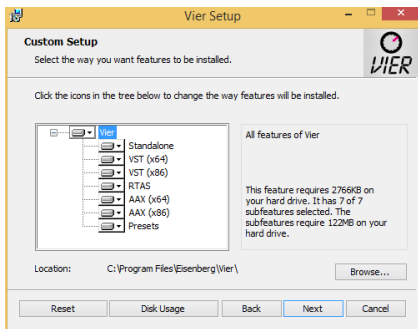 Vier Setup
Custom Setup
Select the way you want features to be installed.
VIER
Click the icons in the tree below to change the way features will be installed.
Vier
Standalone
VST (x64)
VST (x86)
RTAS
AAX (x64)
AAX (x86)
Presets
All features of Vier
This feature requires 2766KB on
your hard drive. It has 7 of 7
subfeatures selected. The
subfeatures require 122MB on your
hard drive.
Location: C:\Program Files\Eisenberg\Vier\
Browse...
Reset Disk Usage Back Next Cancel